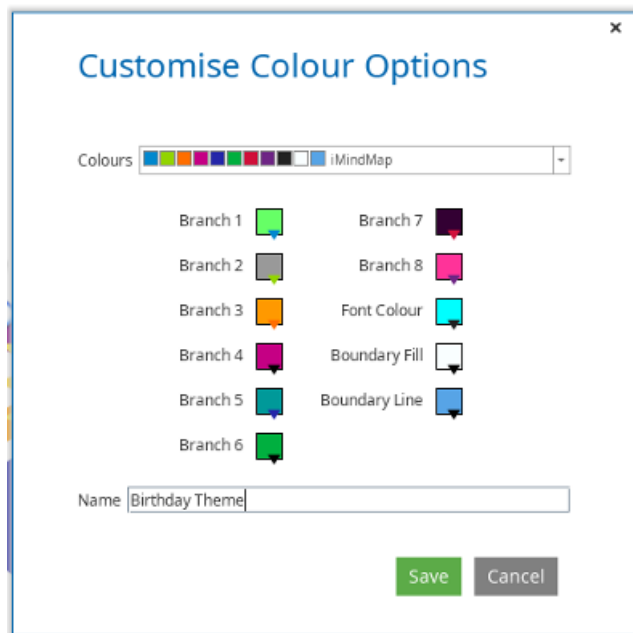 Customise Colour Options
Colours iMindMap
Branch 1 Branch 7
Branch 2 Branch 8
Branch 3 Font Colour
Branch 4 Boundary Fill
Branch 5 Boundary Line
Branch 6
Name Birthday Theme
Save Cancel